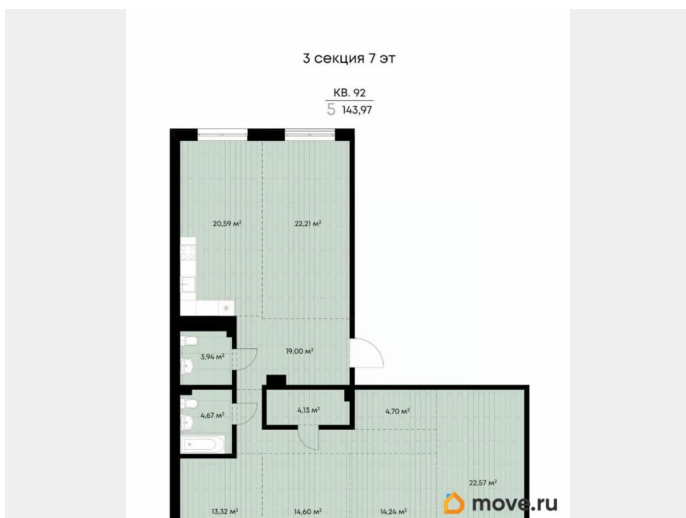 3 секция 7 эт
КВ. 92
5 143,97
20,59 м² 22,21 м²
3,94 м² 19,00 м²
4,67 м² 4,13 м² 4,70 м²
22,57 м²
13,32 м² 14,60 м² 14,24 м²
move.ru